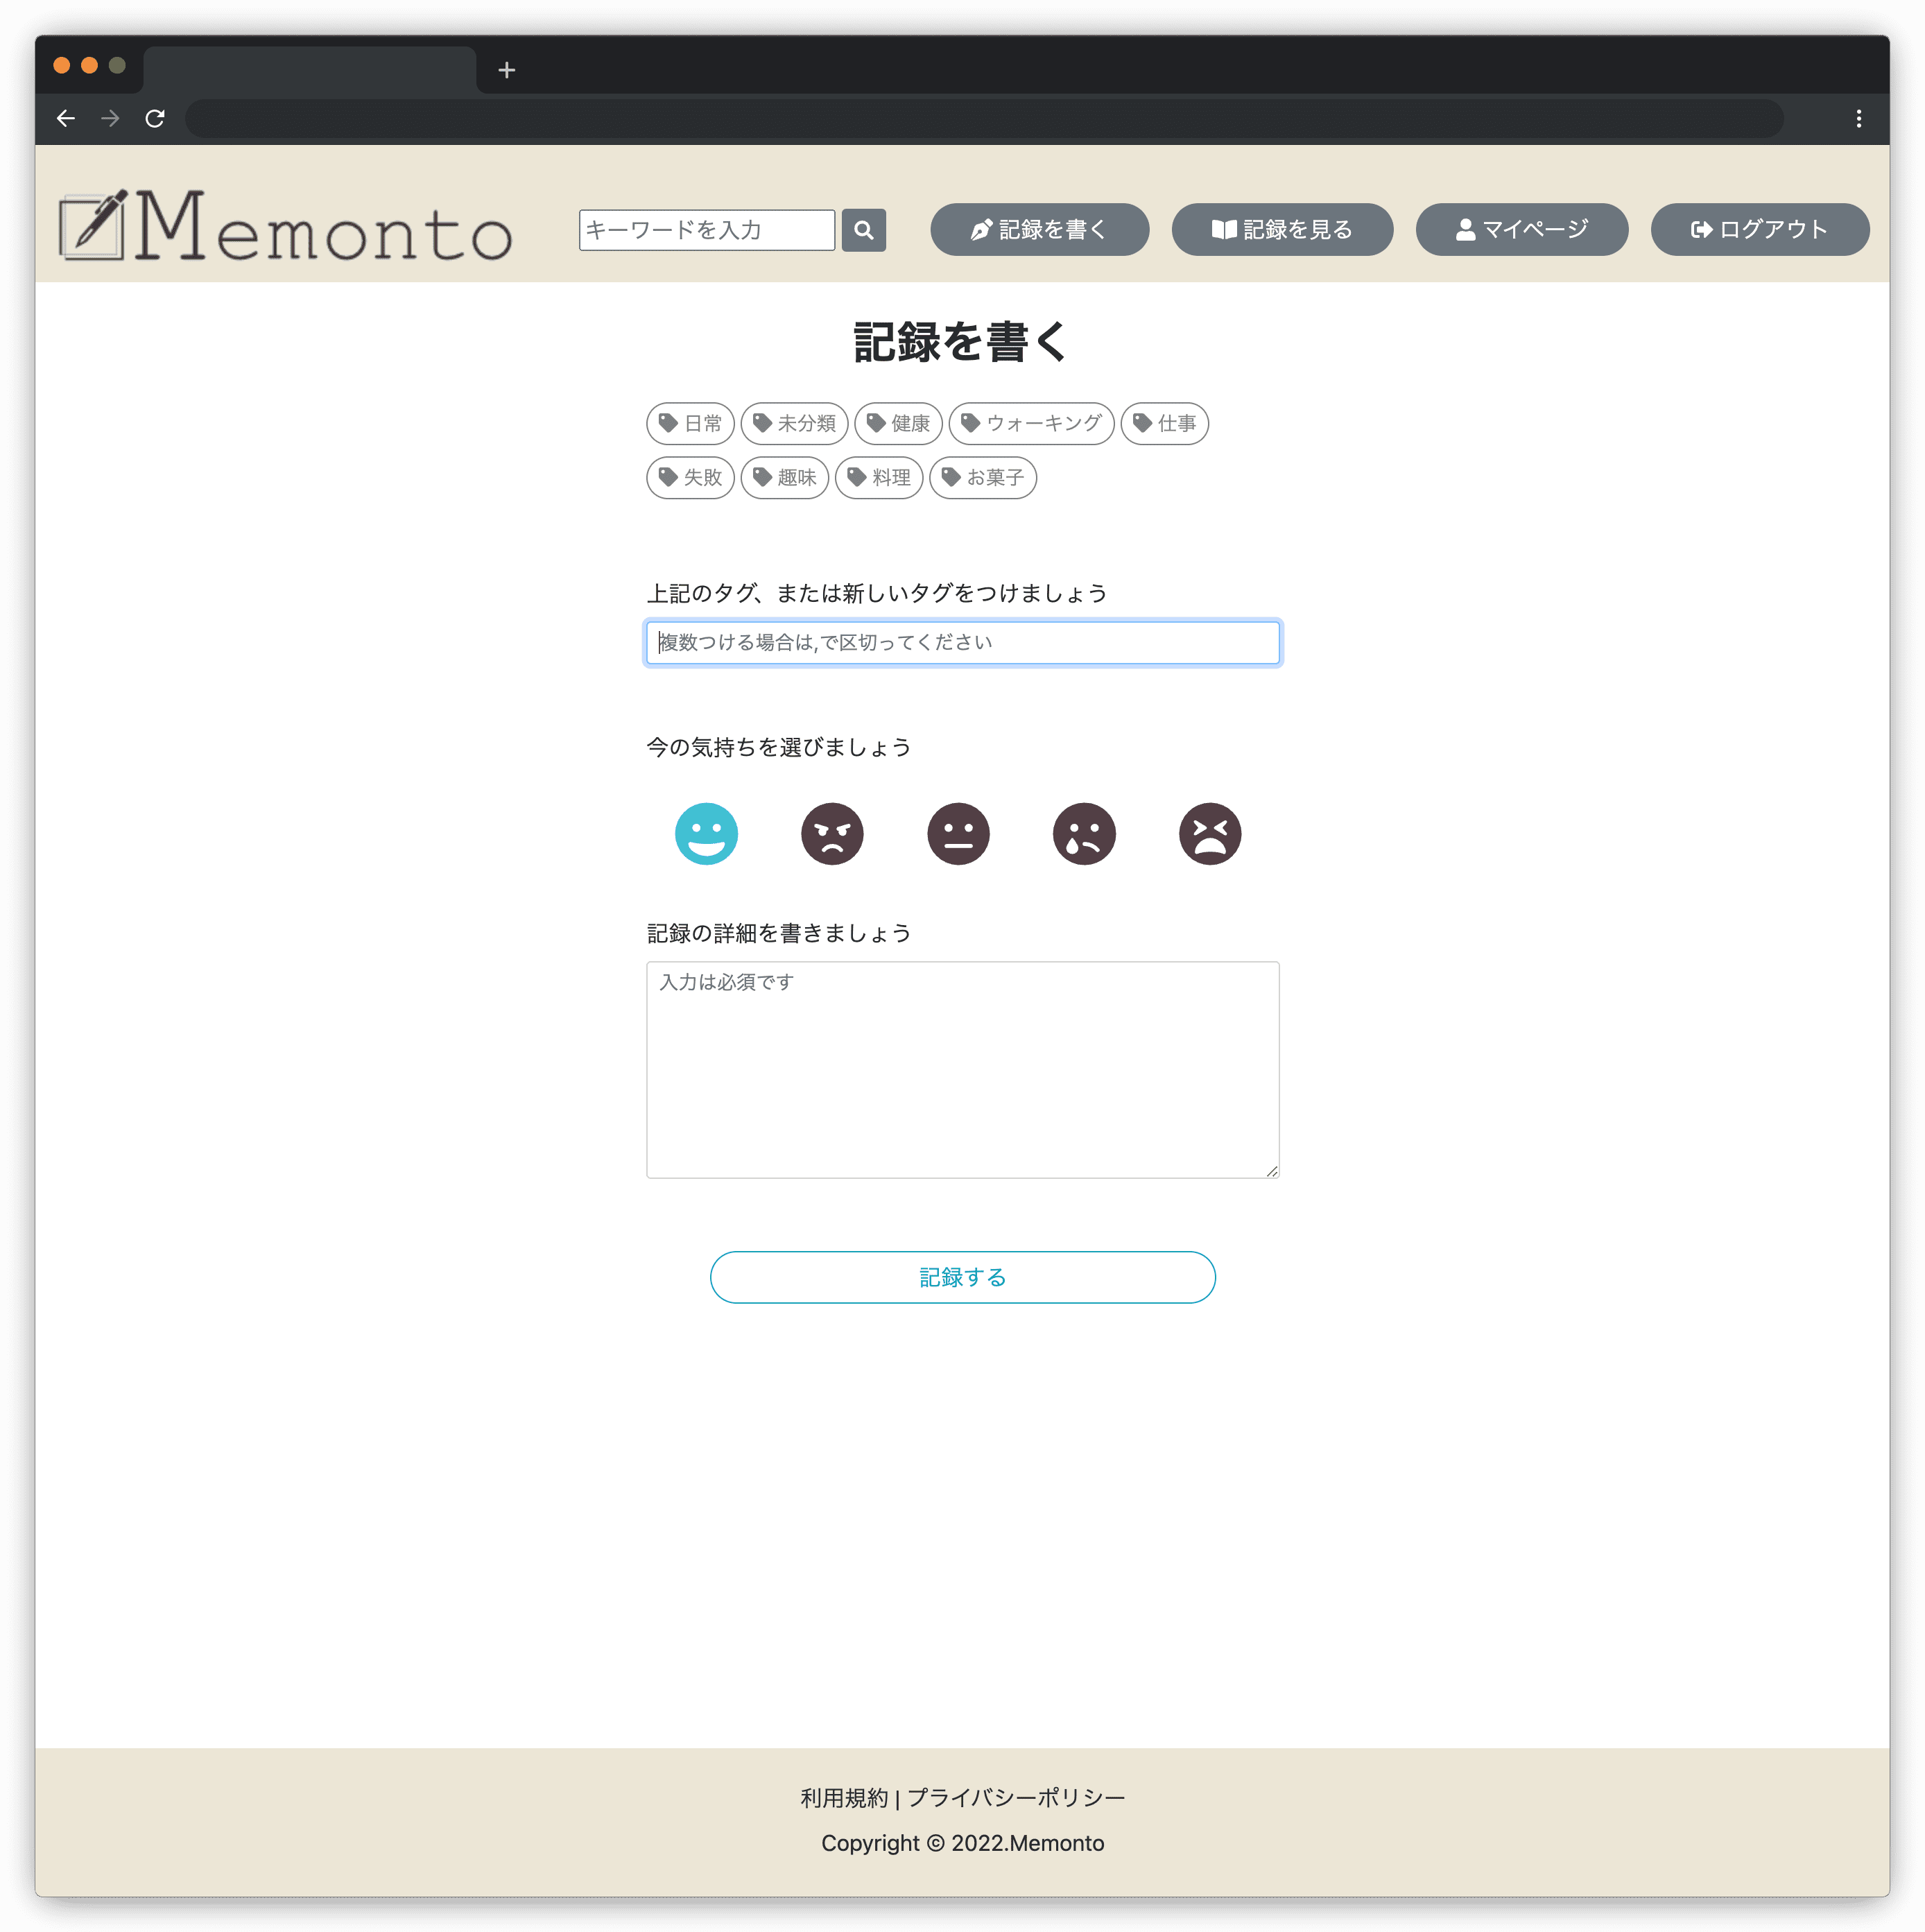 Memonto
キーワードを入力
記録を書く
記録を見る
マイページ
ログアウト
記録を書く
日常 未分類 健康 ウォーキング 仕事
失敗 趣味 料理 お菓子
上記のタグ、または新しいタグをつけましょう
複数つける場合は,で区切ってください
今の気持ちを選びましょう
記録の詳細を書きましょう
入力は必須です
記録する
利用規約 | プライバシーポリシー
Copyright © 2022.Memonto